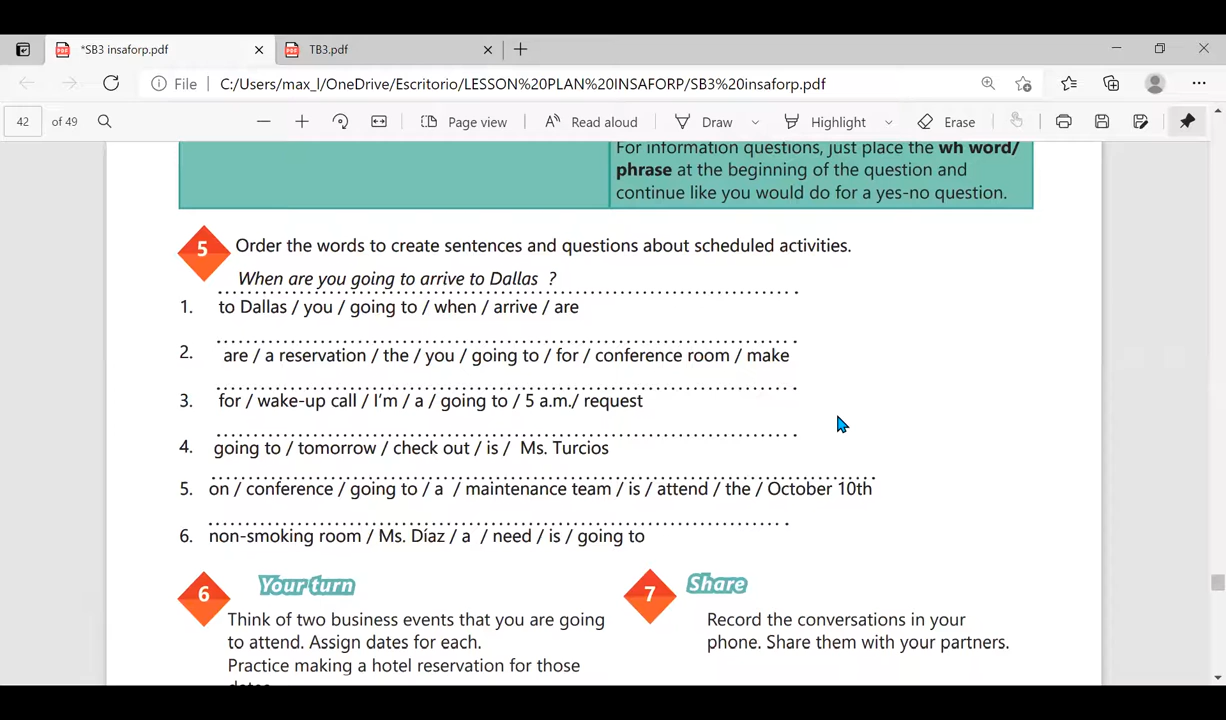 *SB3 insaforp.pdf
TB3.pdf
File
C:/Users/max_l/OneDrive/Escritorio/LESSON%20PLAN%20INSAFORP/SB3%20insaforp.pdf
42 of 49
Page view
Read aloud
Draw
Highlight
Erase
For information questions, just place the wh word/
phrase at the beginning of the question and
continue like you would do for a yes-no question.
5 Order the words to create sentences and questions about scheduled activities.
When are you going to arrive to Dallas ?
1. to Dallas / you / going to / when / arrive / are
2. are / a reservation / the / you / going to / for / conference room / make
3. for / wake-up call / I'm / a / going to / 5 a.m./ request
4. going to / tomorrow / check out / is / Ms. Turcios
5. on / conference / going to / a / maintenance team / is / attend / the / October 10th
6. non-smoking room / Ms. Díaz / a / need / is / going to
6 Your turn
Think of two business events that you are going
to attend. Assign dates for each.
Practice making a hotel reservation for those
7 Share
Record the conversations in your
phone. Share them with your partners.